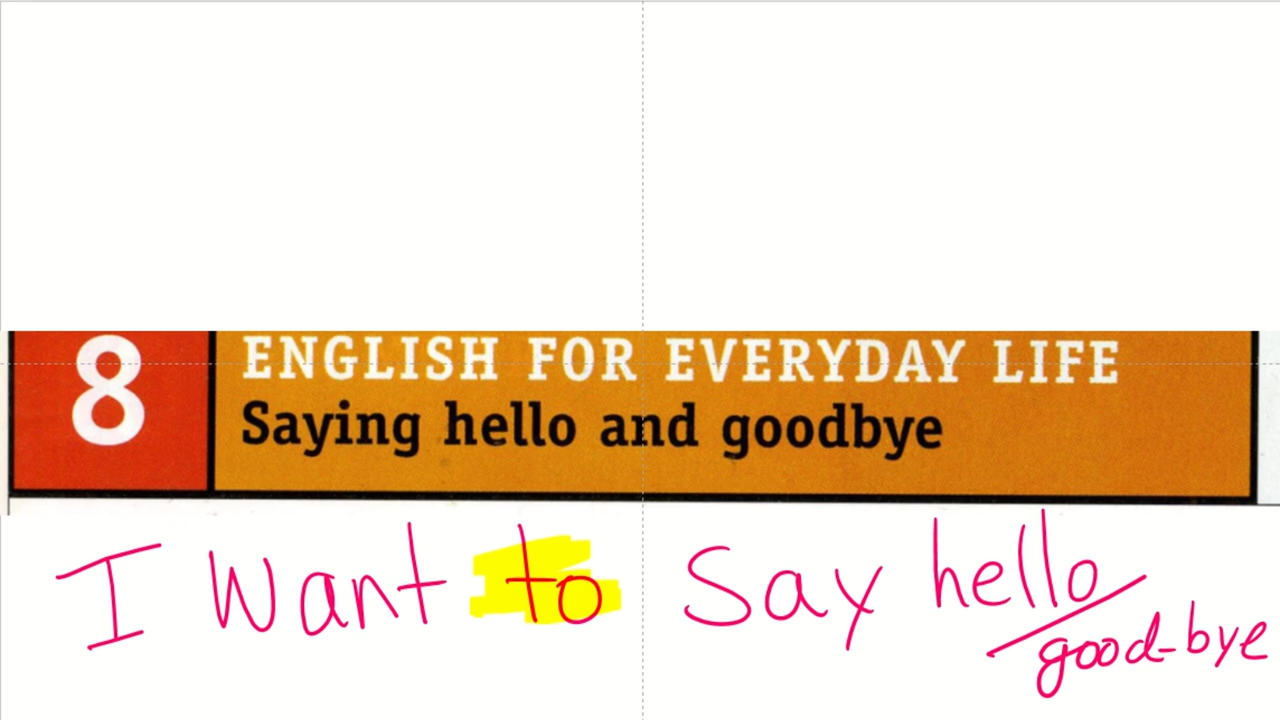 8
ENGLISH FOR EVERYDAY LIFE
Saying hello and goodbye
I want to Say hello/
good-bye